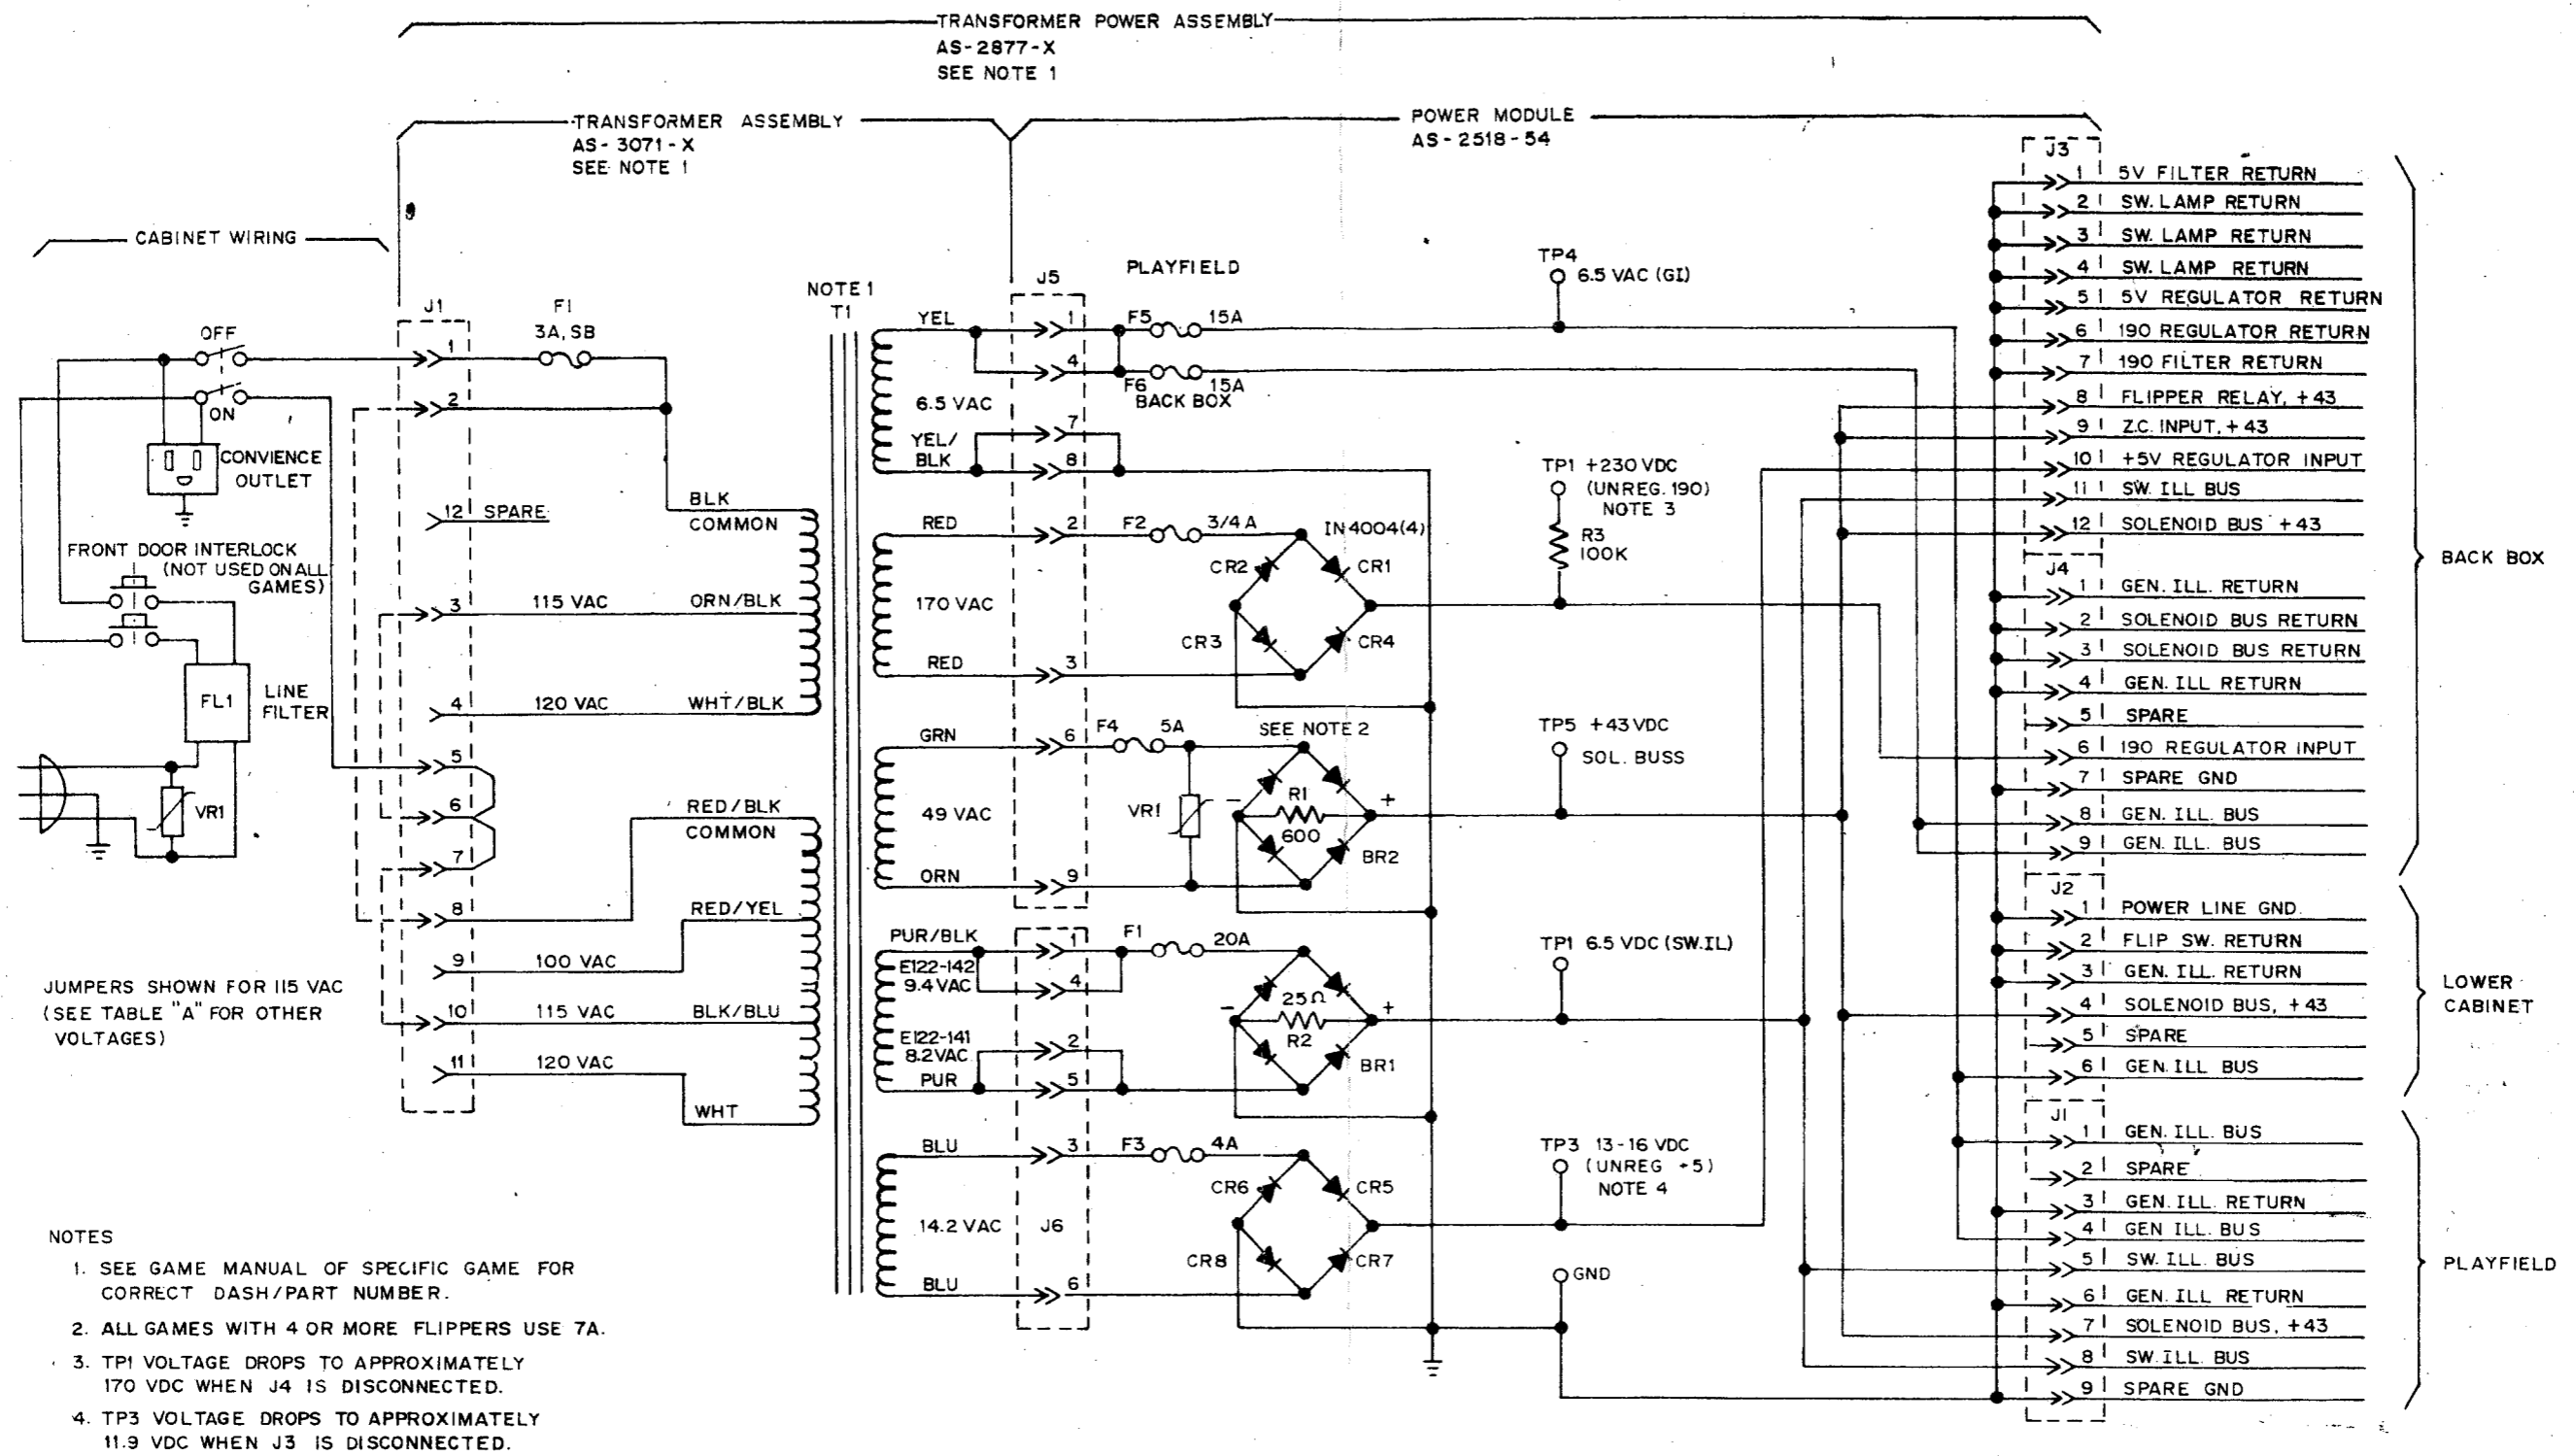 TRANSFORMER POWER ASSEMBLY
AS-2877-X
SEE NOTE 1
TRANSFORMER ASSEMBLY
AS-3071-X
SEE NOTE 1
POWER MODULE
AS-2518-54
CABINET WIRING
OFF
ON
CONVIENCE
OUTLET
FRONT DOOR INTERLOCK
(NOT USED ON ALL
GAMES)
FL1
LINE
FILTER
VR1
JUMPERS SHOWN FOR 115 VAC
(SEE TABLE "A" FOR OTHER
VOLTAGES)
J1
F1
3A, SB
1
2
12 SPARE
3 115 VAC ORN/BLK
4 120 VAC WHT/BLK
5
6
7
8
9 100 VAC
10 115 VAC BLK/BLU
11 120 VAC
BLK
COMMON
RED/BLK
COMMON
RED/YEL
WHT
NOTE 1
T1
J5
PLAYFIELD
YEL
1
F5 15A
4
F6 15A
BACK BOX
6.5 VAC
YEL/
BLK
7
8
TP4
6.5 VAC (GI)
RED
2
F2 3/4 A
IN4004(4)
CR2
CR1
170 VAC
CR3
CR4
RED
3
TP1 +230 VDC
(UNREG. 190)
NOTE 3
R3
100K
GRN
6
F4 5A
SEE NOTE 2
49 VAC
VR1
-
R1
600
+
BR2
ORN
9
TP5 +43 VDC
SOL. BUSS
PUR/BLK
1
F1 20A
E122-142
9.4 VAC
4
E122-141
8.2 VAC
2
PUR
5
-
25Ω
R2
+
BR1
TP1 6.5 VDC (SW.IL)
BLU
3
F3 4A
CR6
CR5
14.2 VAC
J6
CR8
CR7
BLU
6
TP3 13-16 VDC
(UNREG +5)
NOTE 4
GND
J3
1 5V FILTER RETURN
2 SW. LAMP RETURN
3 SW. LAMP RETURN
4 SW. LAMP RETURN
5 5V REGULATOR RETURN
6 190 REGULATOR RETURN
7 190 FILTER RETURN
8 FLIPPER RELAY, +43
9 Z.C. INPUT, +43
10 +5V REGULATOR INPUT
11 SW. ILL BUS
12 SOLENOID BUS +43
J4
1 GEN. ILL. RETURN
2 SOLENOID BUS RETURN
3 SOLENOID BUS RETURN
4 GEN. ILL RETURN
5 SPARE
6 190 REGULATOR INPUT
7 SPARE GND
8 GEN. ILL. BUS
9 GEN. ILL. BUS
BACK BOX
J2
1 POWER LINE GND.
2 FLIP SW. RETURN
3 GEN. ILL. RETURN
4 SOLENOID BUS, +43
5 SPARE
6 GEN. ILL BUS
LOWER
CABINET
J1
1 GEN. ILL. BUS
2 SPARE
3 GEN. ILL. RETURN
4 GEN ILL. BUS
5 SW. ILL. BUS
6 GEN. ILL RETURN
7 SOLENOID BUS, +43
8 SW. ILL. BUS
9 SPARE GND
PLAYFIELD
NOTES
1. SEE GAME MANUAL OF SPECIFIC GAME FOR
CORRECT DASH/PART NUMBER.
2. ALL GAMES WITH 4 OR MORE FLIPPERS USE 7A.
3. TP1 VOLTAGE DROPS TO APPROXIMATELY
170 VDC WHEN J4 IS DISCONNECTED.
4. TP3 VOLTAGE DROPS TO APPROXIMATELY
11.9 VDC WHEN J3 IS DISCONNECTED.